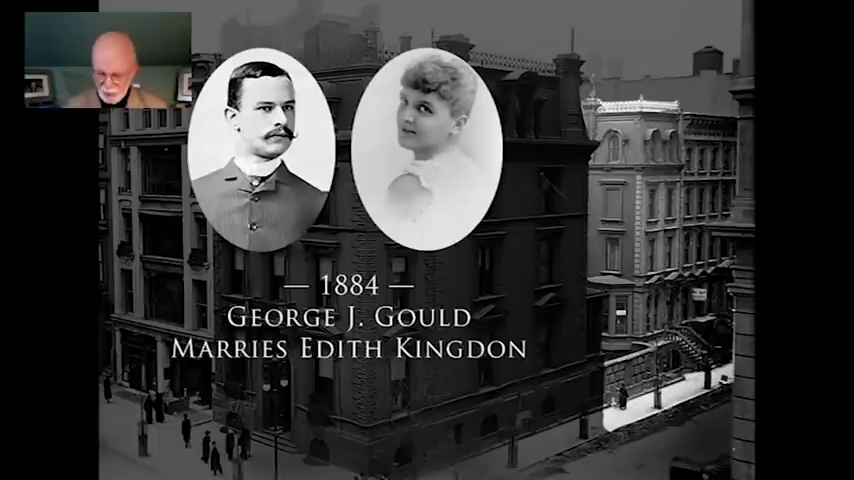 — 1884 —
George J. Gould
Marries Edith Kingdon